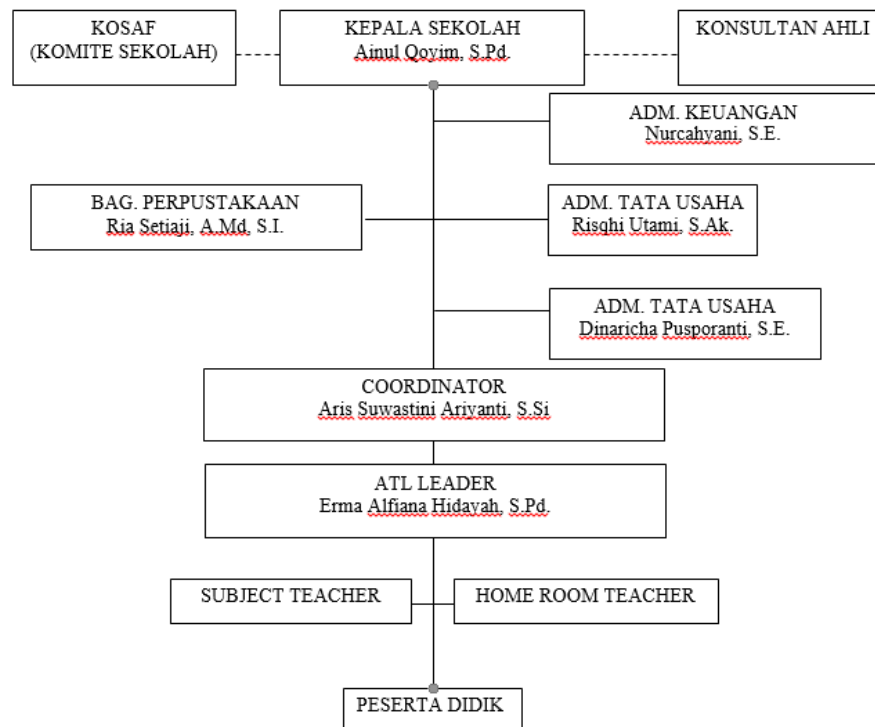 KOSAF
(KOMITE SEKOLAH)
KEPALA SEKOLAH
Ainul Qoyim, S.Pd.
KONSULTAN AHLI
ADM. KEUANGAN
Nurcahyani, S.E.
BAG. PERPUSTAKAAN
Ria Setiaji, A.Md, S.I.
ADM. TATA USAHA
Risqhi Utami, S.Ak.
ADM. TATA USAHA
Dinaricha Pusporanti, S.E.
COORDINATOR
Aris Suwastini Ariyanti, S.Si
ATL LEADER
Erma Alfiana Hidayah, S.Pd.
SUBJECT TEACHER
HOME ROOM TEACHER
PESERTA DIDIK